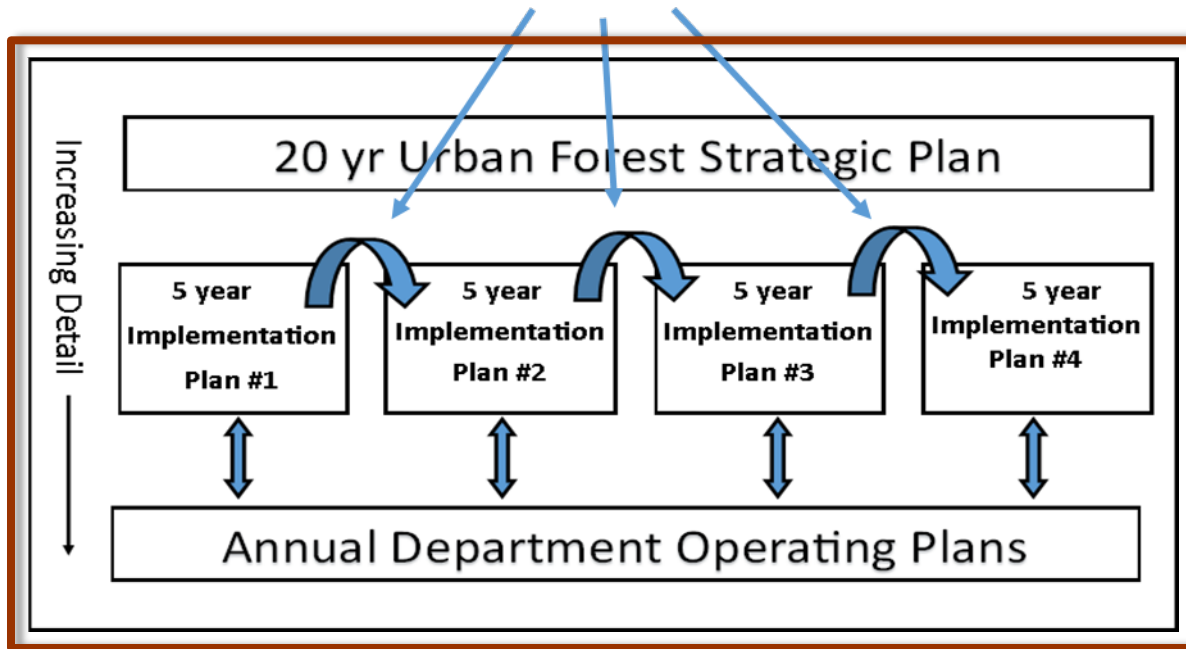 20 yr Urban Forest Strategic Plan
Increasing Detail
5 year
Implementation
Plan #1
5 year
Implementation
Plan #2
5 year
Implementation
Plan #3
5 year
Implementation
Plan #4
Annual Department Operating Plans